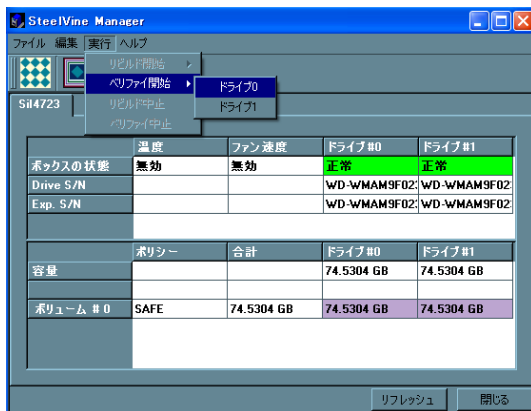 SteelVine Manager
ファイル 編集 実行 ヘルプ
リビルド開始
ベリファイ開始
リビルド中止
ベリファイ中止
ドライブ0
ドライブ1
SiI4723
温度 ファン速度 ドライブ#0 ドライブ#1
ボックスの状態 無効 無効 正常 正常
Drive S/N WD-WMAM9F02 WD-WMAM9F02
Exp. S/N WD-WMAM9F02 WD-WMAM9F02
ポリシー 合計 ドライブ#0 ドライブ#1
容量 74.5304 GB 74.5304 GB
ボリューム #0 SAFE 74.5304 GB 74.5304 GB 74.5304 GB
リフレッシュ 閉じる